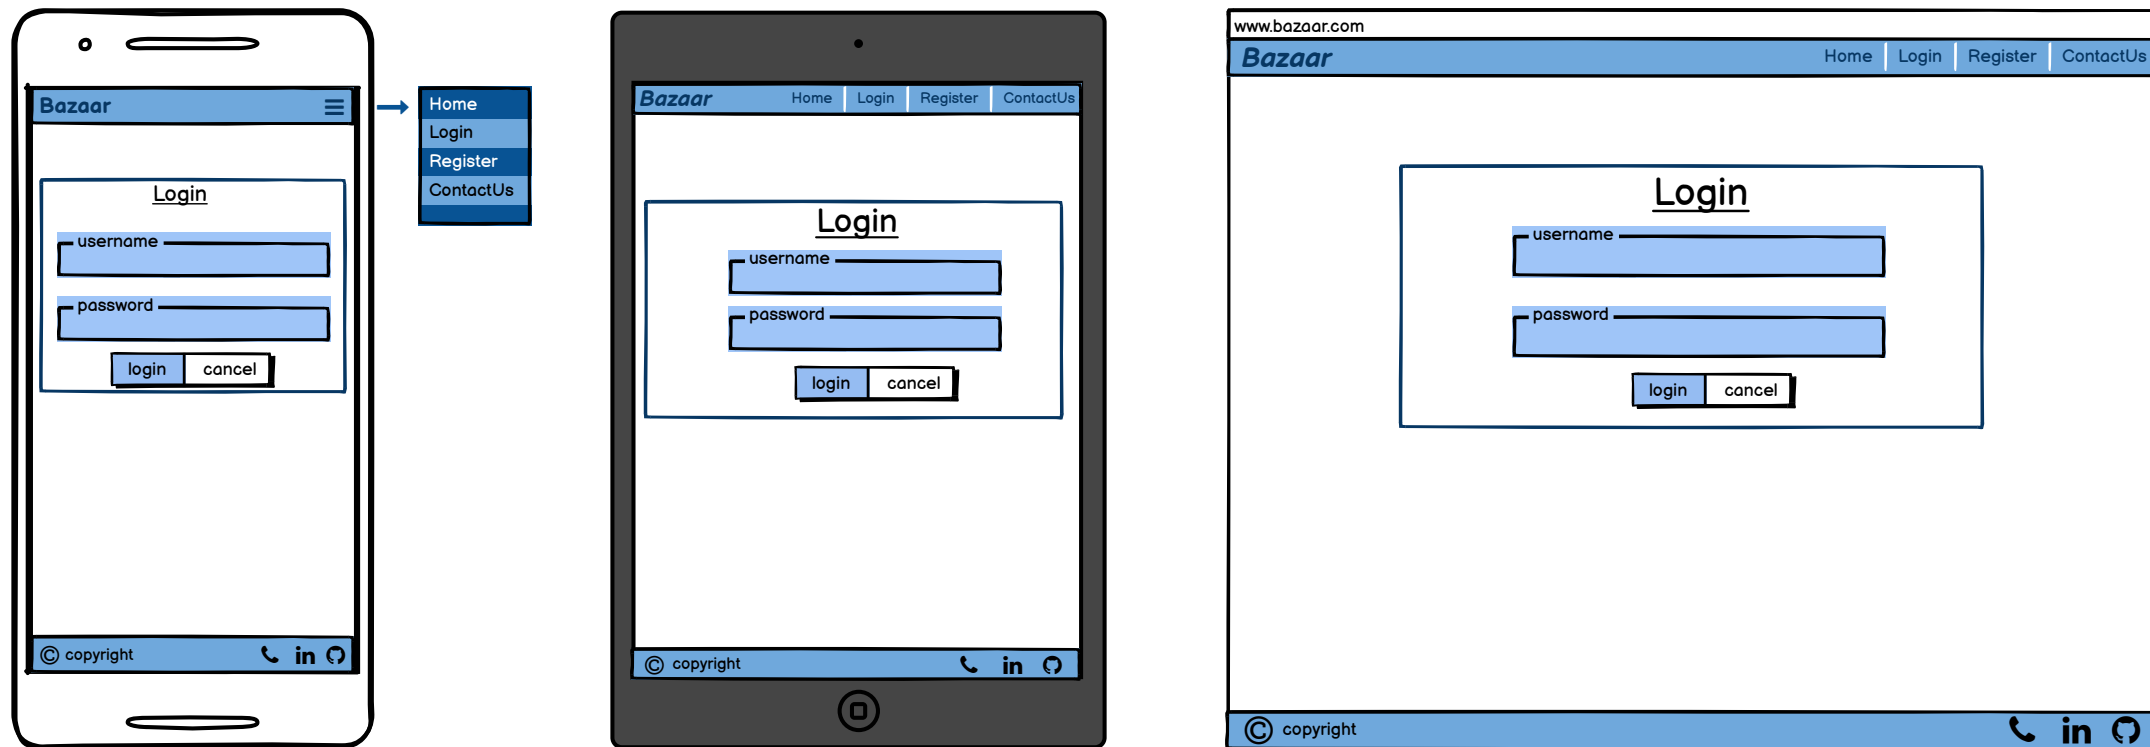 Bazaar
Home
Login
Register
ContactUs
Login
username
password
login cancel
© copyright in
Bazaar Home Login Register ContactUs
Login
username
password
login cancel
© copyright in
www.bazaar.com
Bazaar Home Login Register ContactUs
Login
username
password
login cancel
© copyright in